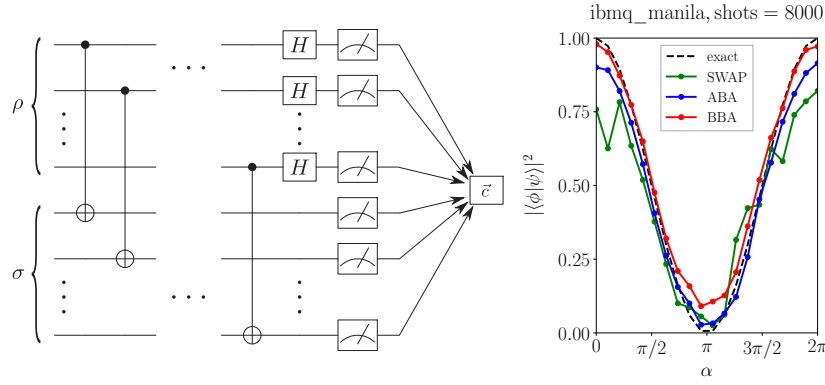 ibmq_manila, shots = 8000
ρ
σ
H
H
H
c⃗
exact
SWAP
ABA
BBA
|⟨ϕ|ψ⟩|²
1.00
0.75
0.50
0.25
0.00
0 π/2 π 3π/2 2π
α